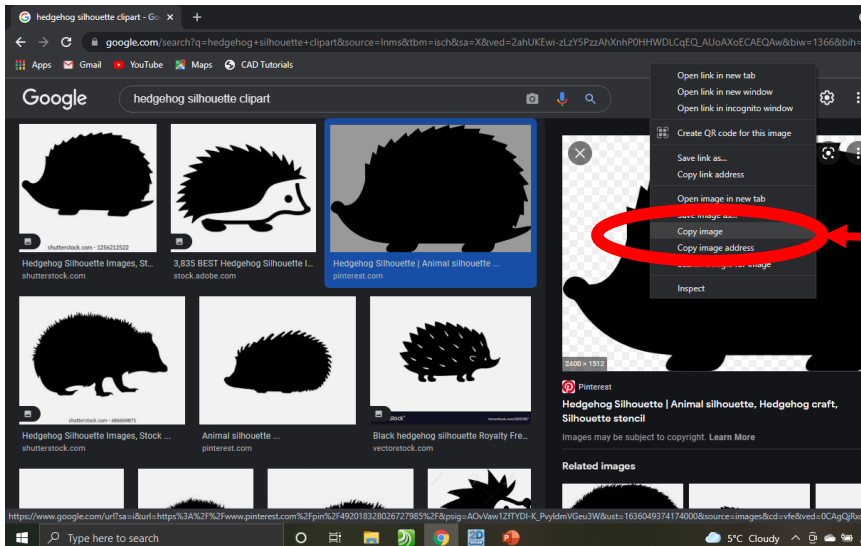 hedgehog silhouette clipart - Go
google.com/search?q=hedgehog+silhouette+clipart&source=lnms&tbm=isch&sa=X&ved=2ahUKEwi-zLzY5PzzAhXnhP0HHWDLCqEQ_AUoAXoECAEQAw&biw=1366&bih=
Apps Gmail YouTube Maps CAD Tutorials
Google hedgehog silhouette clipart
Open link in new tab
Open link in new window
Open link in incognito window
Create QR code for this image
Save link as...
Copy link address
Open image in new tab
Save image as...
Copy image
Copy image address
Search Google for image
Inspect
shutterstock.com · 1256212522
Hedgehog Silhouette Images, St...
shutterstock.com
3,835 BEST Hedgehog Silhouette I...
stock.adobe.com
Hedgehog Silhouette | Animal silhouette ...
pinterest.com
shutterstock.com · 686604871
Hedgehog Silhouette Images, Stock ...
shutterstock.com
Animal silhouette ...
pinterest.com
Black hedgehog silhouette Royalty Fre...
vectorstock.com
2400 × 1512
Pinterest
Hedgehog Silhouette | Animal silhouette, Hedgehog craft,
Silhouette stencil
Images may be subject to copyright. Learn More
Related images
Type here to search
5°C Cloudy